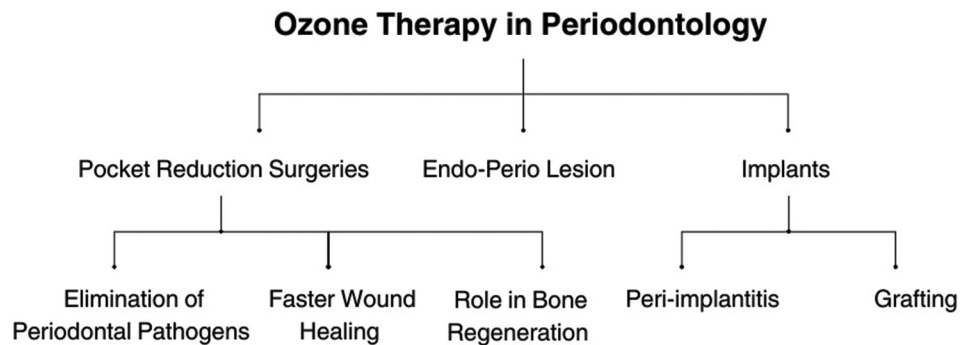 Ozone Therapy in Periodontology
Pocket Reduction Surgeries
Endo-Perio Lesion
Implants
Elimination of
Periodontal Pathogens
Faster Wound
Healing
Role in Bone
Regeneration
Peri-implantitis
Grafting